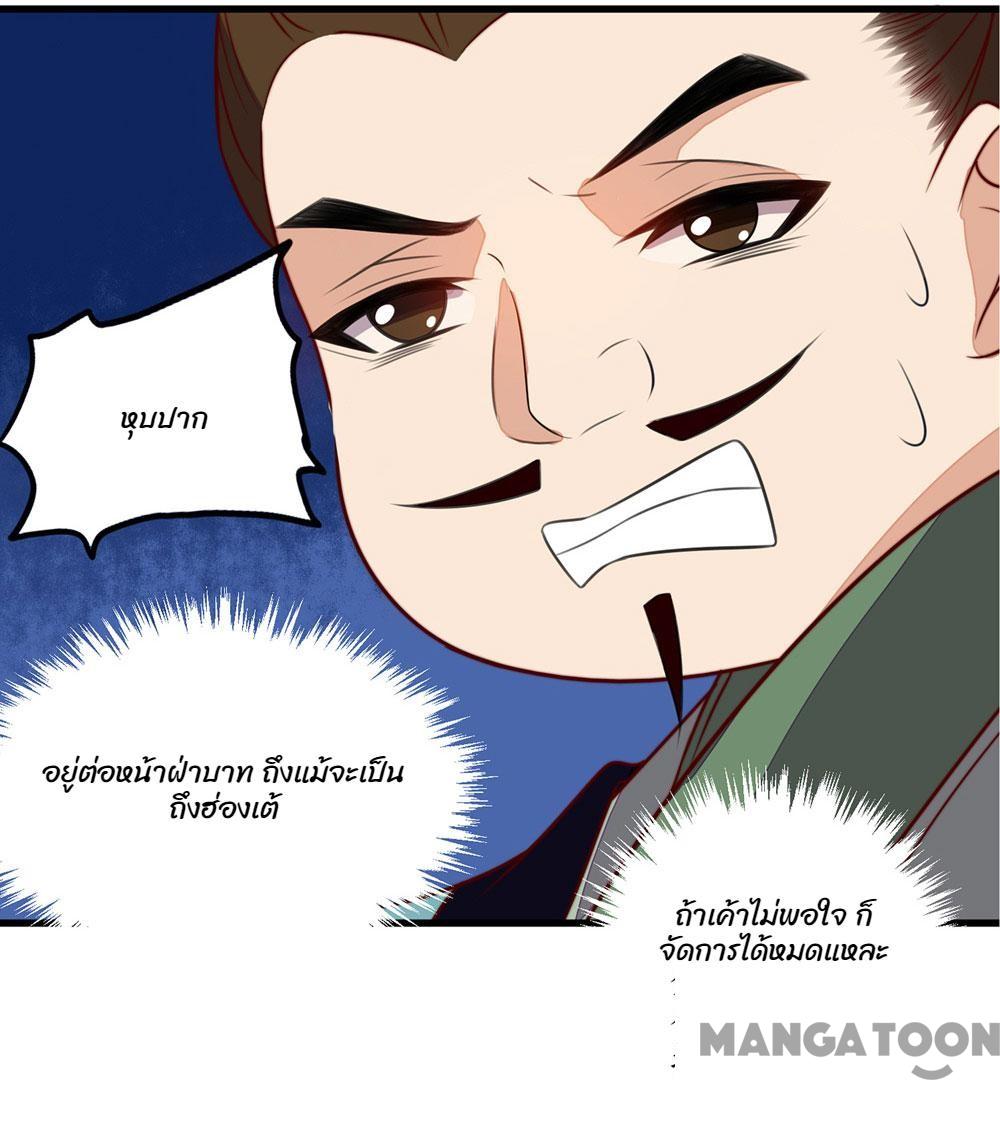 หุบปาก
อยู่ต่อหน้าฝ่าบาท ถึงแม้จะเป็น
ถึงฮ่องเต้
ถ้าเค้าไม่พอใจ ก็
จัดการได้หมดแหละ
MANGATOON